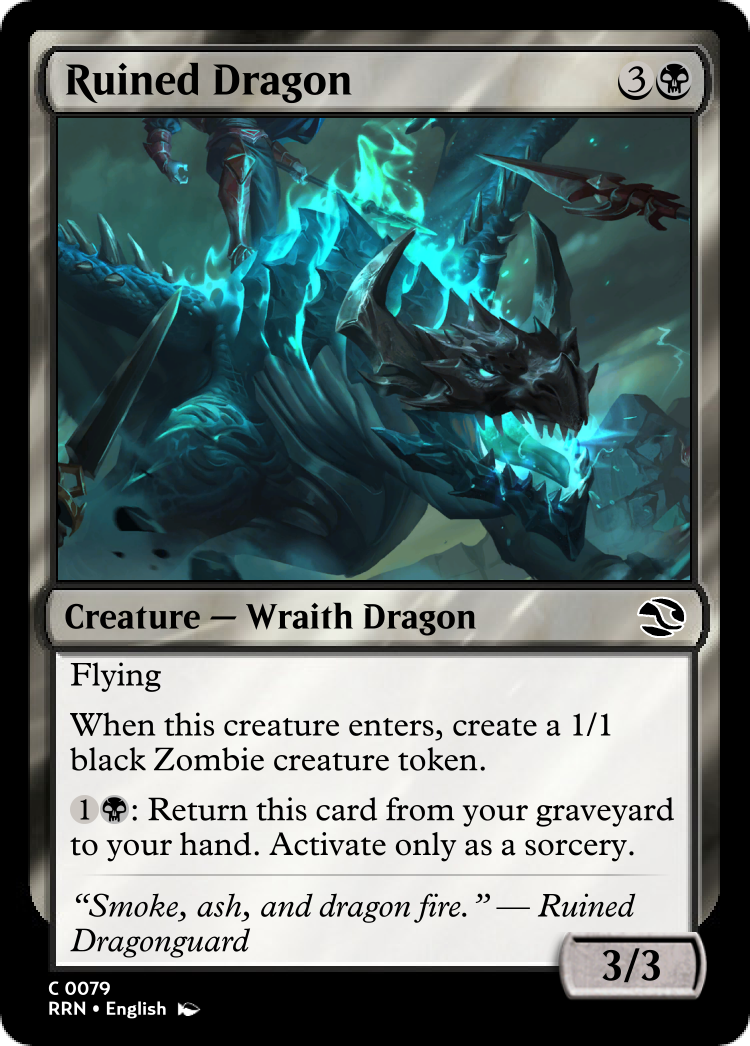 Ruined Dragon
3
Creature — Wraith Dragon
Flying
When this creature enters, create a 1/1
black Zombie creature token.
1: Return this card from your graveyard
to your hand. Activate only as a sorcery.
“Smoke, ash, and dragon fire.” — Ruined
Dragonguard
3/3
C 0079
RRN • English